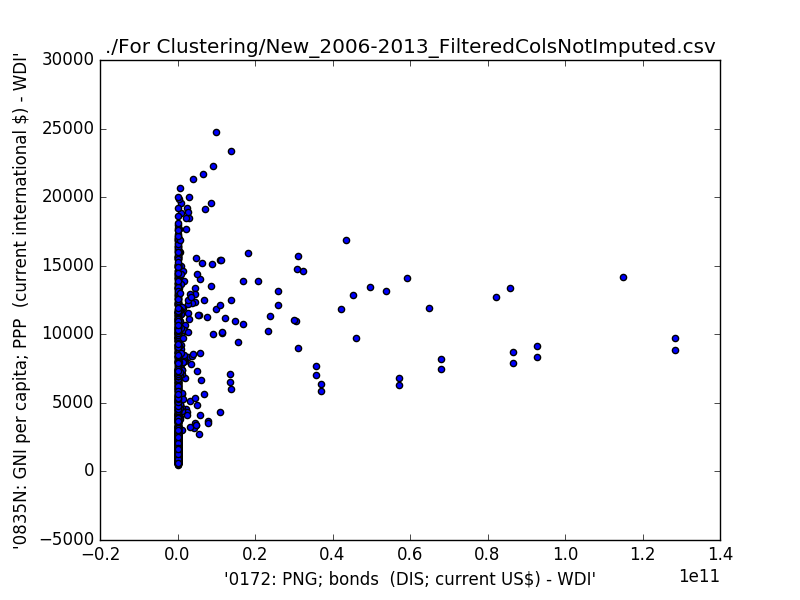 ./For Clustering/New_2006-2013_FilteredColsNotImputed.csv
30000
25000
20000
15000
10000
5000
0
−5000
'0835N: GNI per capita; PPP  (current international $) - WDI'
−0.2 0.0 0.2 0.4 0.6 0.8 1.0 1.2 1.4
1e11
'0172: PNG; bonds  (DIS; current US$) - WDI'